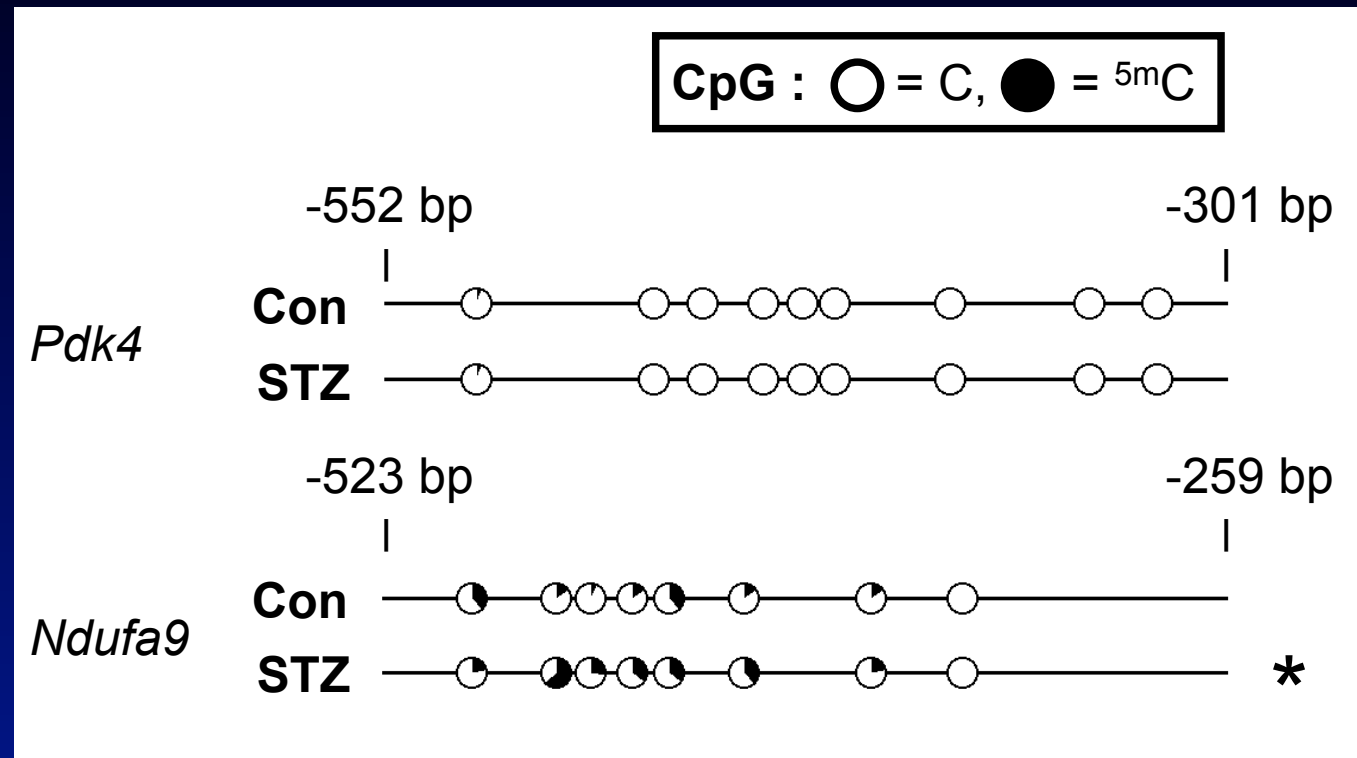 CpG : = C, = 5mC
-552 bp -301 bp
Con
Pdk4
STZ
-523 bp -259 bp
Con
Ndufa9
STZ *